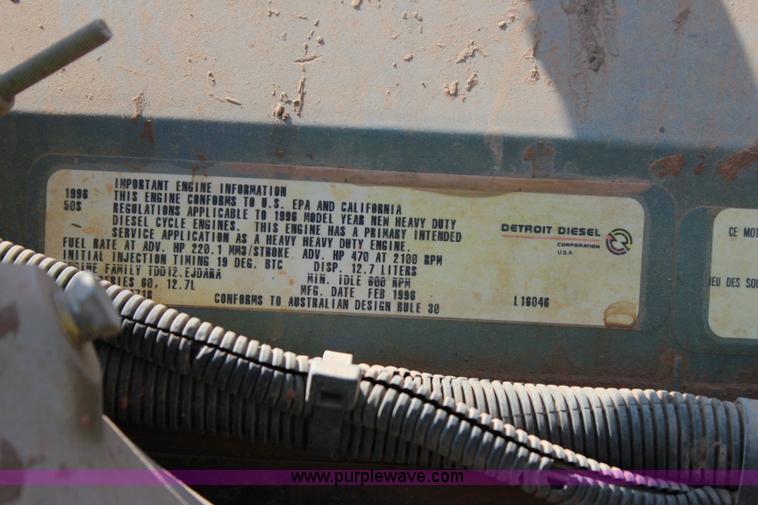 1996
50S
IMPORTANT ENGINE INFORMATION
THIS ENGINE CONFORMS TO U.S. EPA AND CALIFORNIA
REGULATIONS APPLICABLE TO 1996 MODEL YEAR NEW HEAVY DUTY
DIESEL CYCLE ENGINES. THIS ENGINE HAS A PRIMARY INTENDED
SERVICE APPLICATION AS A HEAVY HEAVY DUTY ENGINE.
FUEL RATE AT ADV. HP 220.1 MM3/STROKE ADV. HP 470 AT 2100 RPM
INITIAL INJECTION TIMING 19 DEG. BTC DISP. 12.7 LITERS
FAMILY TDD12.EJDARA MIN. IDLE 600 RPM
60, 12.7L MFG. DATE FEB 1996
CONFORMS TO AUSTRALIAN DESIGN RULE 30
DETROIT DIESEL
CORPORATION
U.S.A.
L16046
CE MOT
IEU DES SOU
www.purplewave.com